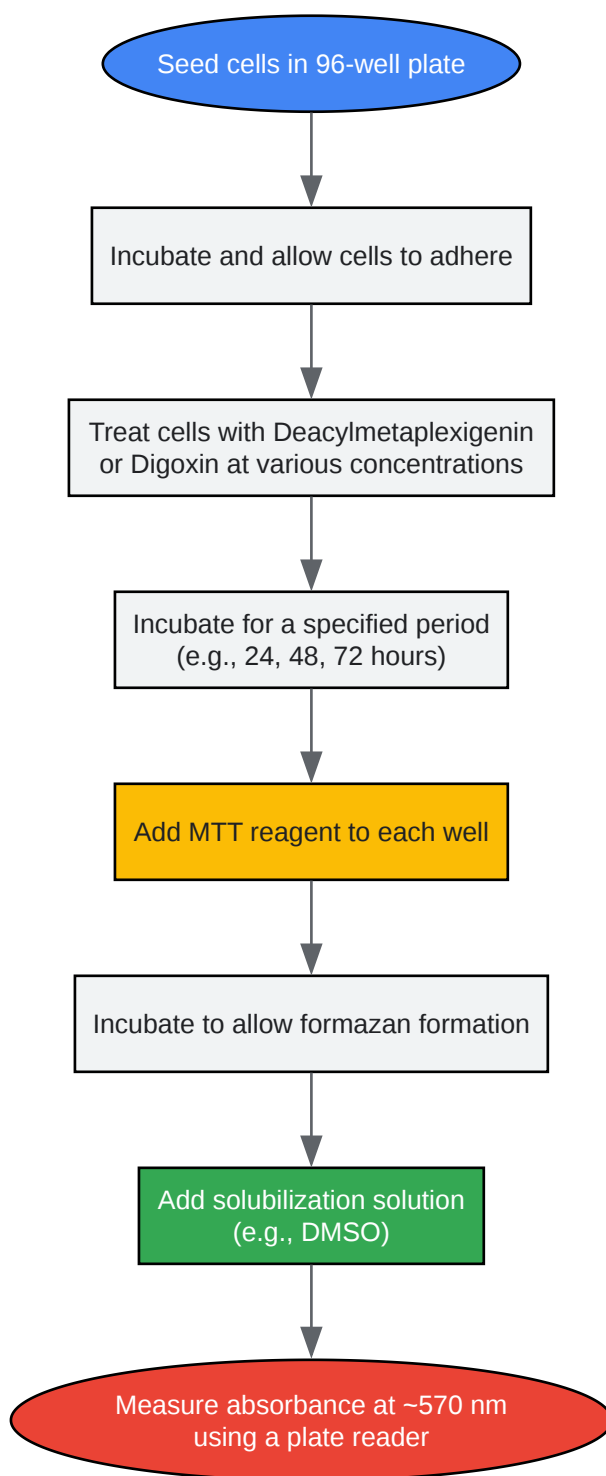 Seed cells in 96-well plate
Incubate and allow cells to adhere
Treat cells with Deacylmetaplexigenin
or Digoxin at various concentrations
Incubate for a specified period
(e.g., 24, 48, 72 hours)
Add MTT reagent to each well
Incubate to allow formazan formation
Add solubilization solution
(e.g., DMSO)
Measure absorbance at ~570 nm
using a plate reader